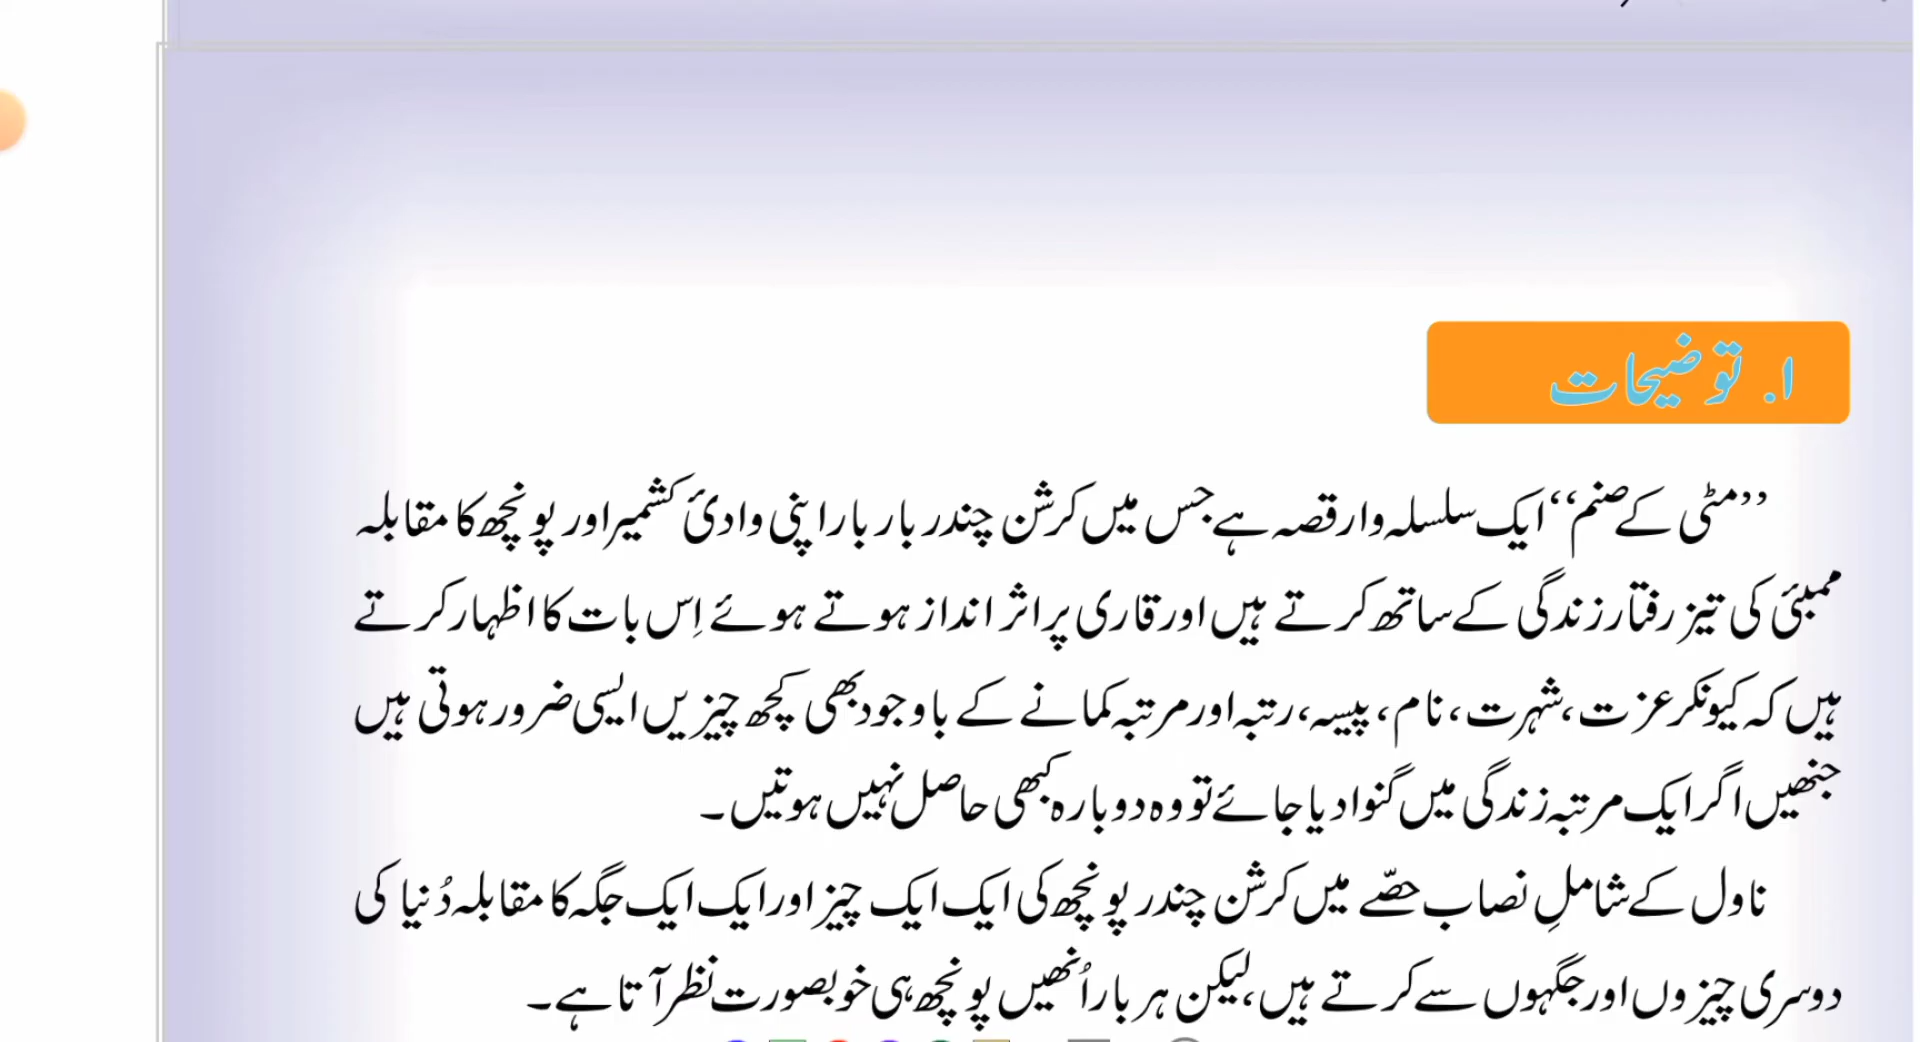 ۱. توضیحات
’’مٹی کے صنم‘‘ ایک سلسلہ وار قصہ ہے جس میں کرشن چندر بار بار اپنی وادیٔ کشمیر اور پونچھ کا مقابلہ
ممبئی کی تیز رفتار زندگی کے ساتھ کرتے ہیں اور قاری پر اثر انداز ہوتے ہوئے اِس بات کا اظہار کرتے
ہیں کہ کیونکر عزت، شہرت، نام، پیسہ، رتبہ اور مرتبہ کمانے کے باوجود بھی کچھ چیزیں ایسی ضرور ہوتی ہیں
جنھیں اگر ایک مرتبہ زندگی میں گنوا دیا جائے تو وہ دوبارہ کبھی حاصل نہیں ہوتیں۔
ناول کے شاملِ نصاب حصّے میں کرشن چندر پونچھ کی ایک ایک چیز اور ایک ایک جگہ کا مقابلہ دُنیا کی
دوسری چیزوں اور جگہوں سے کرتے ہیں، لیکن ہر بار اُنھیں پونچھ ہی خوبصورت نظر آتا ہے۔